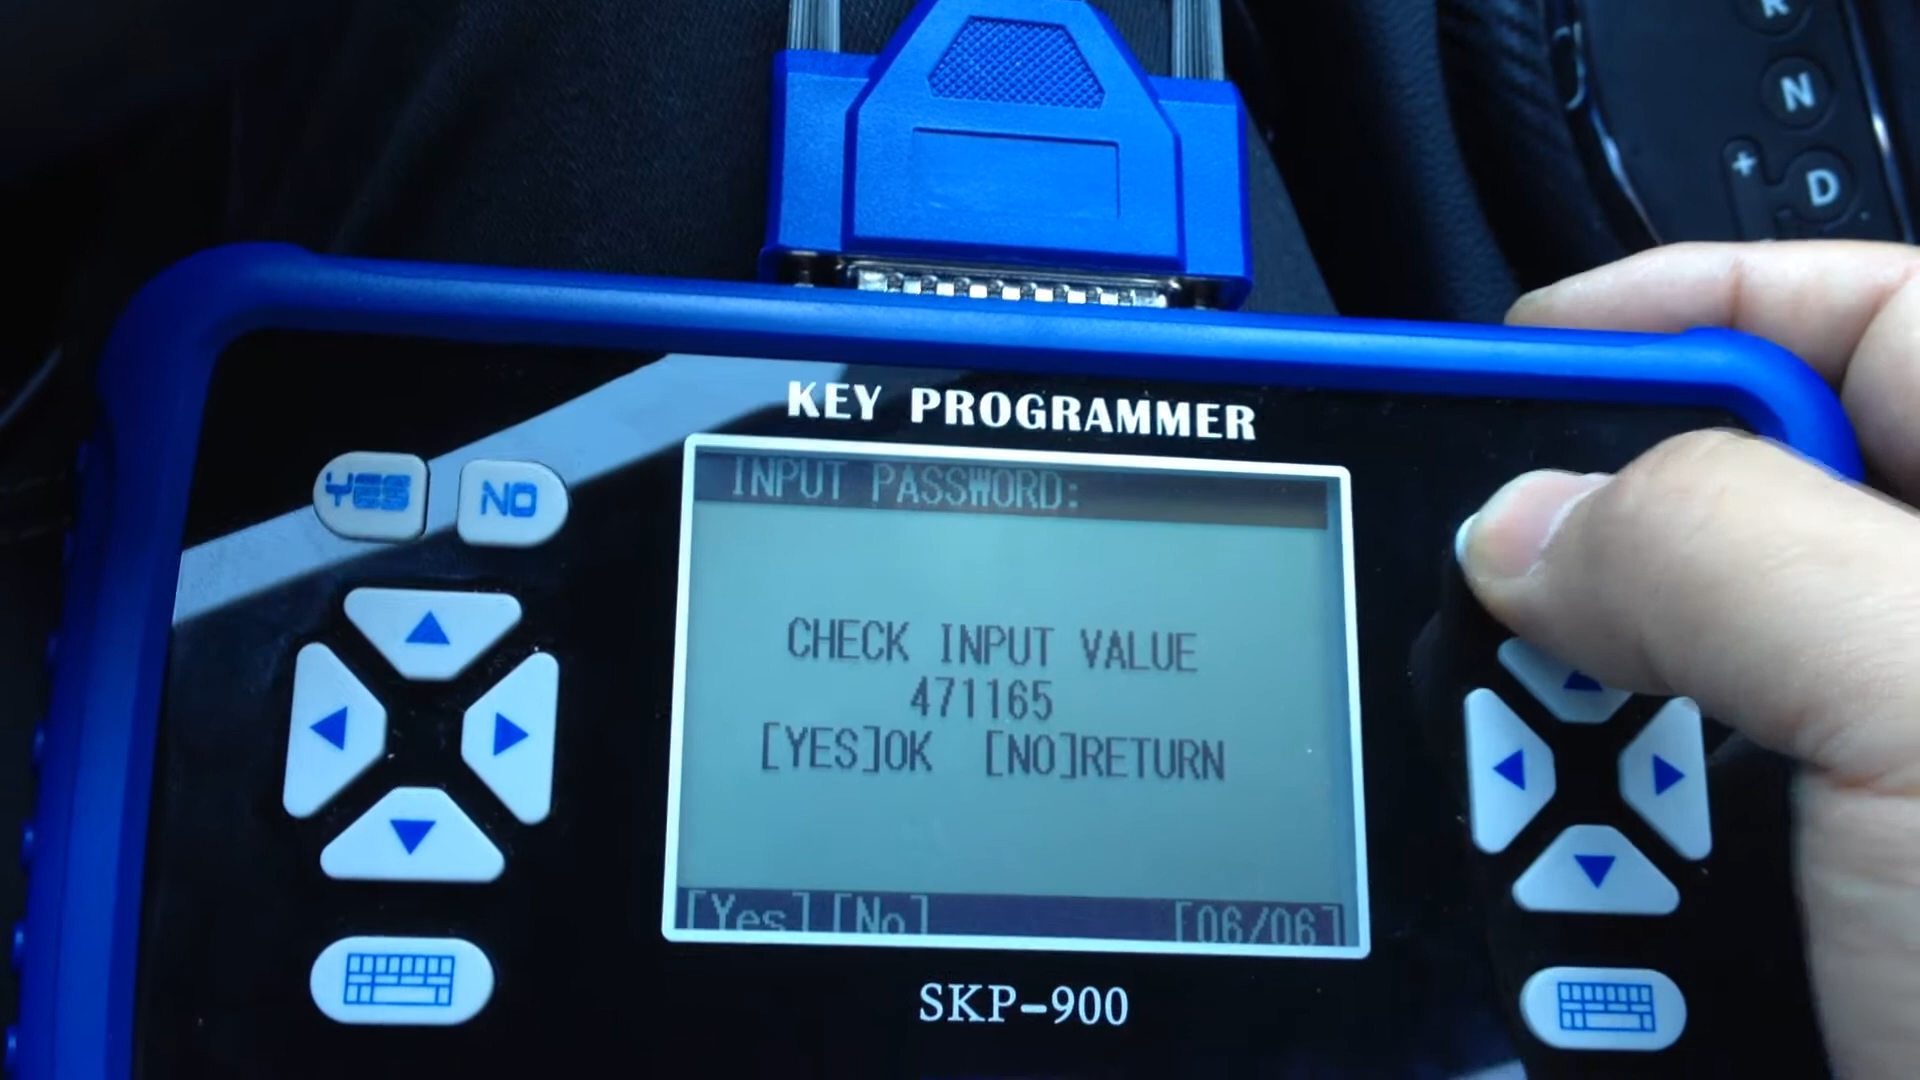 R
N
+
D
KEY PROGRAMMER
YES
NO
INPUT PASSWORD:
CHECK INPUT VALUE
471165
[YES]OK [NO]RETURN
[Yes] [No] [06/06]
SKP-900